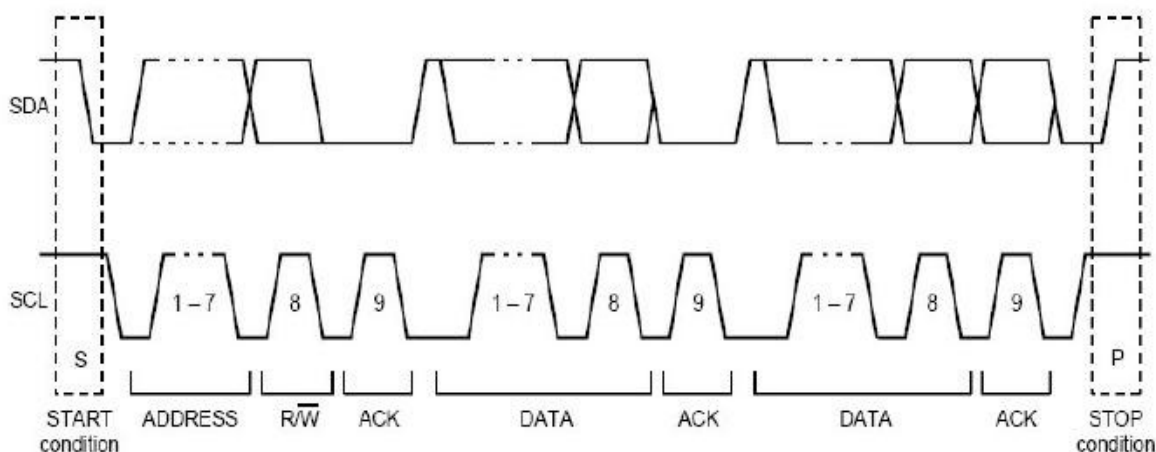 SDA
SCL
1 – 7 8 9 1 – 7 8 9 1 – 7 8 9
S P
START ADDRESS R/W̅ ACK DATA ACK DATA ACK STOP
condition condition